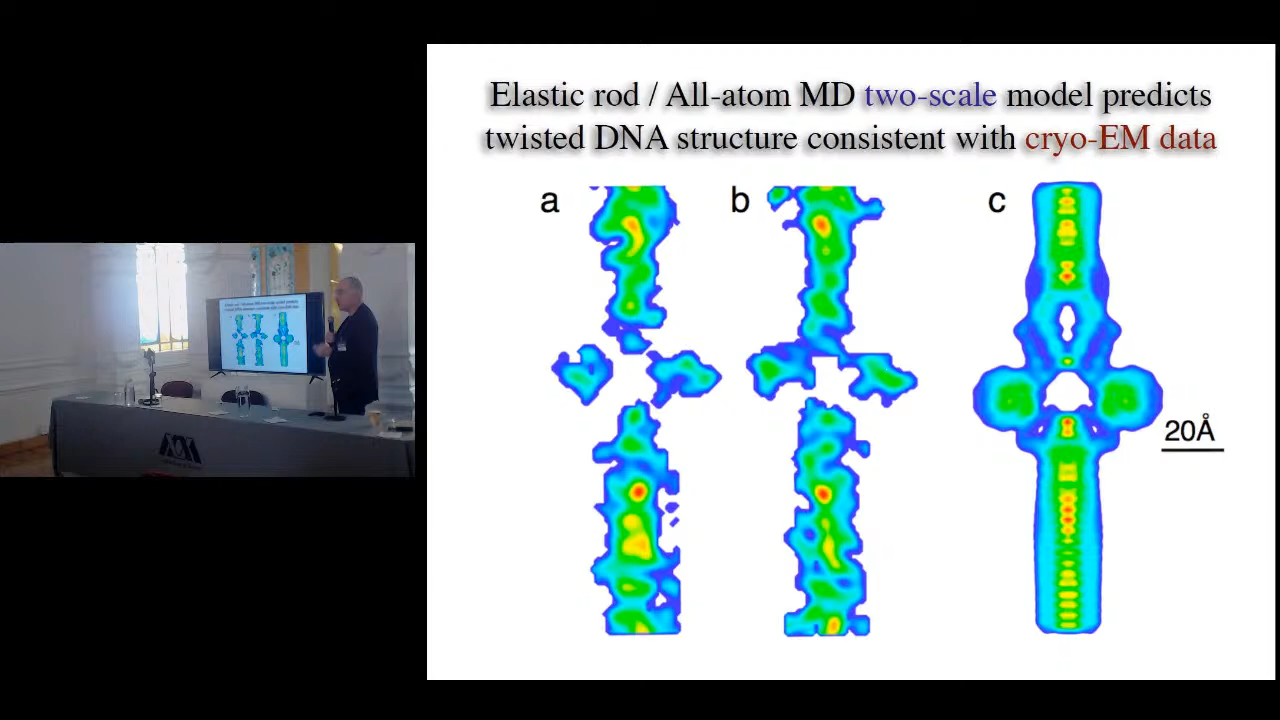 Elastic rod / All-atom MD two-scale model predicts
twisted DNA structure consistent with cryo-EM data
a
b
c
20Å